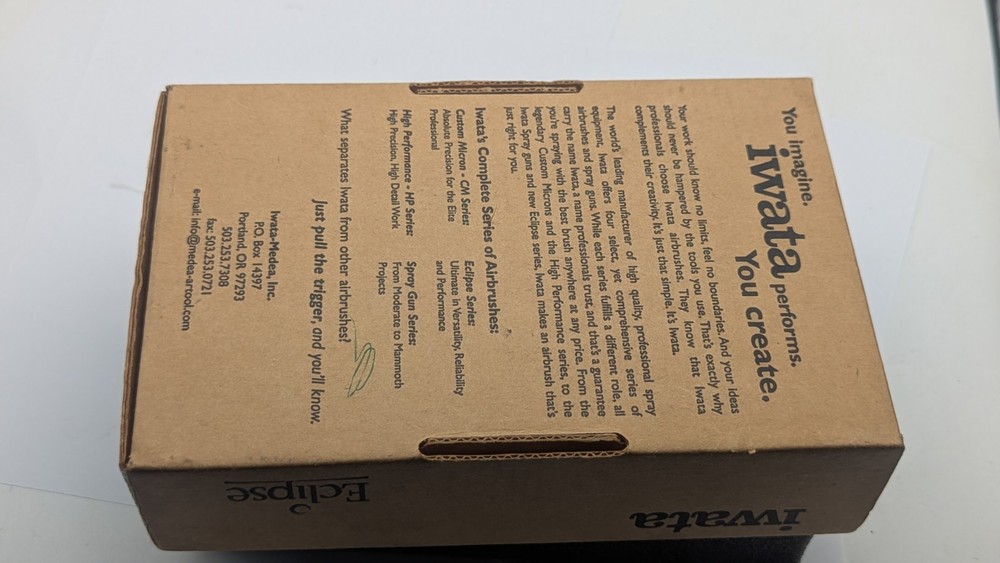 You imagine.
iwata performs.
You create.
Your work should know no limits, feel no boundaries. And your ideas
should never be hampered by the tools you use. That's exactly why
professionals choose Iwata airbrushes. They know that Iwata
complements their creativity. It's just that simple. It's Iwata.
The world's leading manufacturer of high quality, professional spray
equipment, Iwata offers four select, yet comprehensive series of
airbrushes and spray guns. While each series fulfills a different role, all
carry the name Iwata, a name professionals trust, and that's a guarantee
you're spraying with the best brush anywhere at any price. From the
legendary Custom Microns and the High Performance series, to the
Iwata Spray guns and new Eclipse series, Iwata makes an airbrush that's
just right for you.
Iwata's Complete Series of Airbrushes:
Custom Micron - CM Series:
Absolute Precision for the Elite
Professional
Eclipse Series:
Ultimate in Versatility, Reliability
and Performance
High Performance - HP Series:
High Precision, High Detail Work
Spray Gun Series:
From Moderate to Mammoth
Projects
What separates Iwata from other airbrushes?
Just pull the trigger, and you'll know.
Iwata-Medea, Inc.
P.O. Box 14397
Portland, OR 97293
503.253.7308
fax: 503.253.0721
e-mail: info@medea-artool.com
iwata
Eclipse